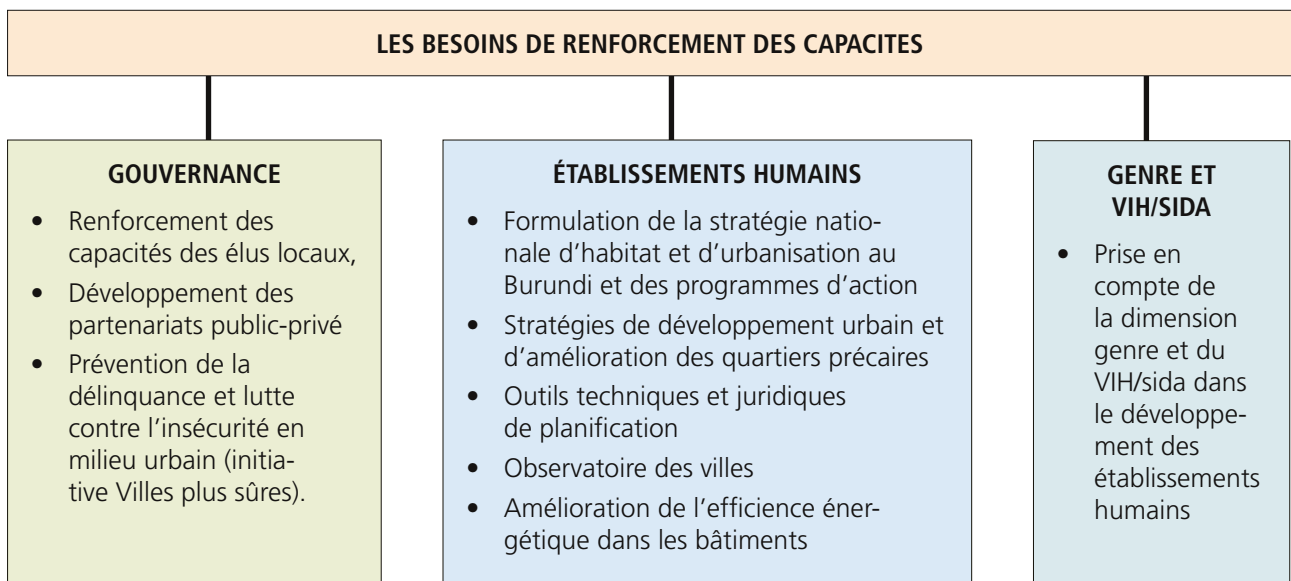 LES BESOINS DE RENFORCEMENT DES CAPACITES
GOUVERNANCE
• Renforcement des
capacités des élus locaux,
• Développement des
partenariats public-privé
• Prévention de la
délinquance et lutte
contre l'insécurité en
milieu urbain (initia-
tive Villes plus sûres).
ÉTABLISSEMENTS HUMAINS
• Formulation de la stratégie natio-
nale d'habitat et d'urbanisation au
Burundi et des programmes d'action
• Stratégies de développement urbain et
d'amélioration des quartiers précaires
• Outils techniques et juridiques
de planification
• Observatoire des villes
• Amélioration de l'efficience éner-
gétique dans les bâtiments
GENRE ET
VIH/SIDA
• Prise en
compte de
la dimension
genre et du
VIH/sida dans
le développe-
ment des
établissements
humains